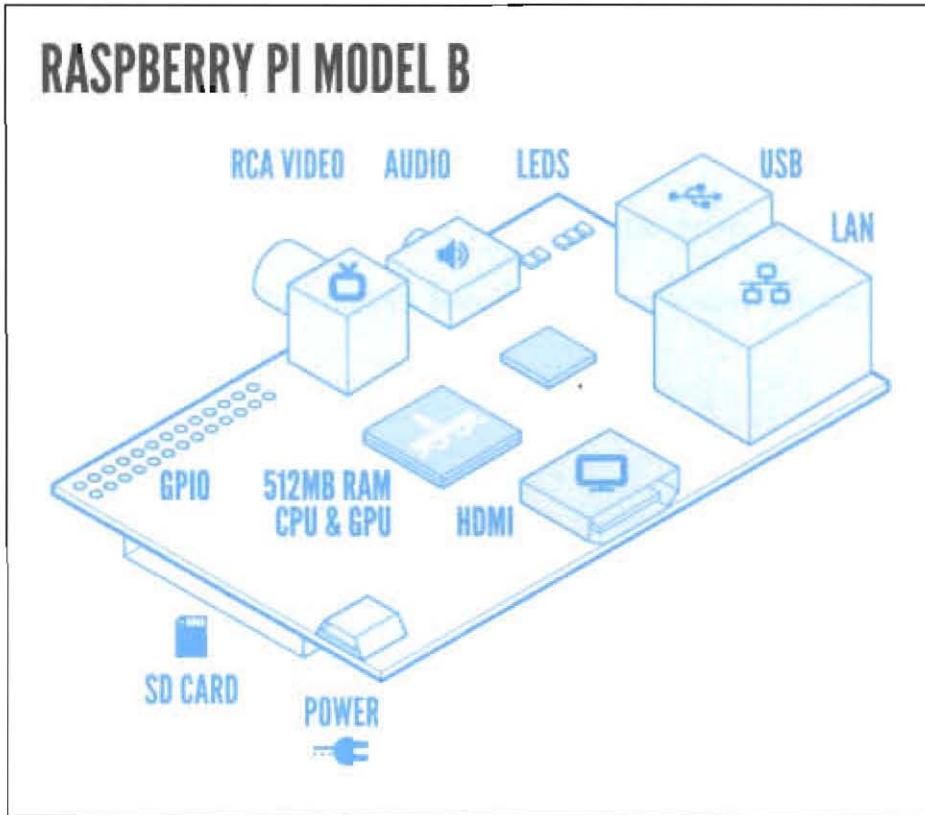 RASPBERRY PI MODEL B
RCA VIDEO
AUDIO
LEDS
USB
LAN
GPIO
512MB RAM
CPU & GPU
HDMI
SD CARD
POWER